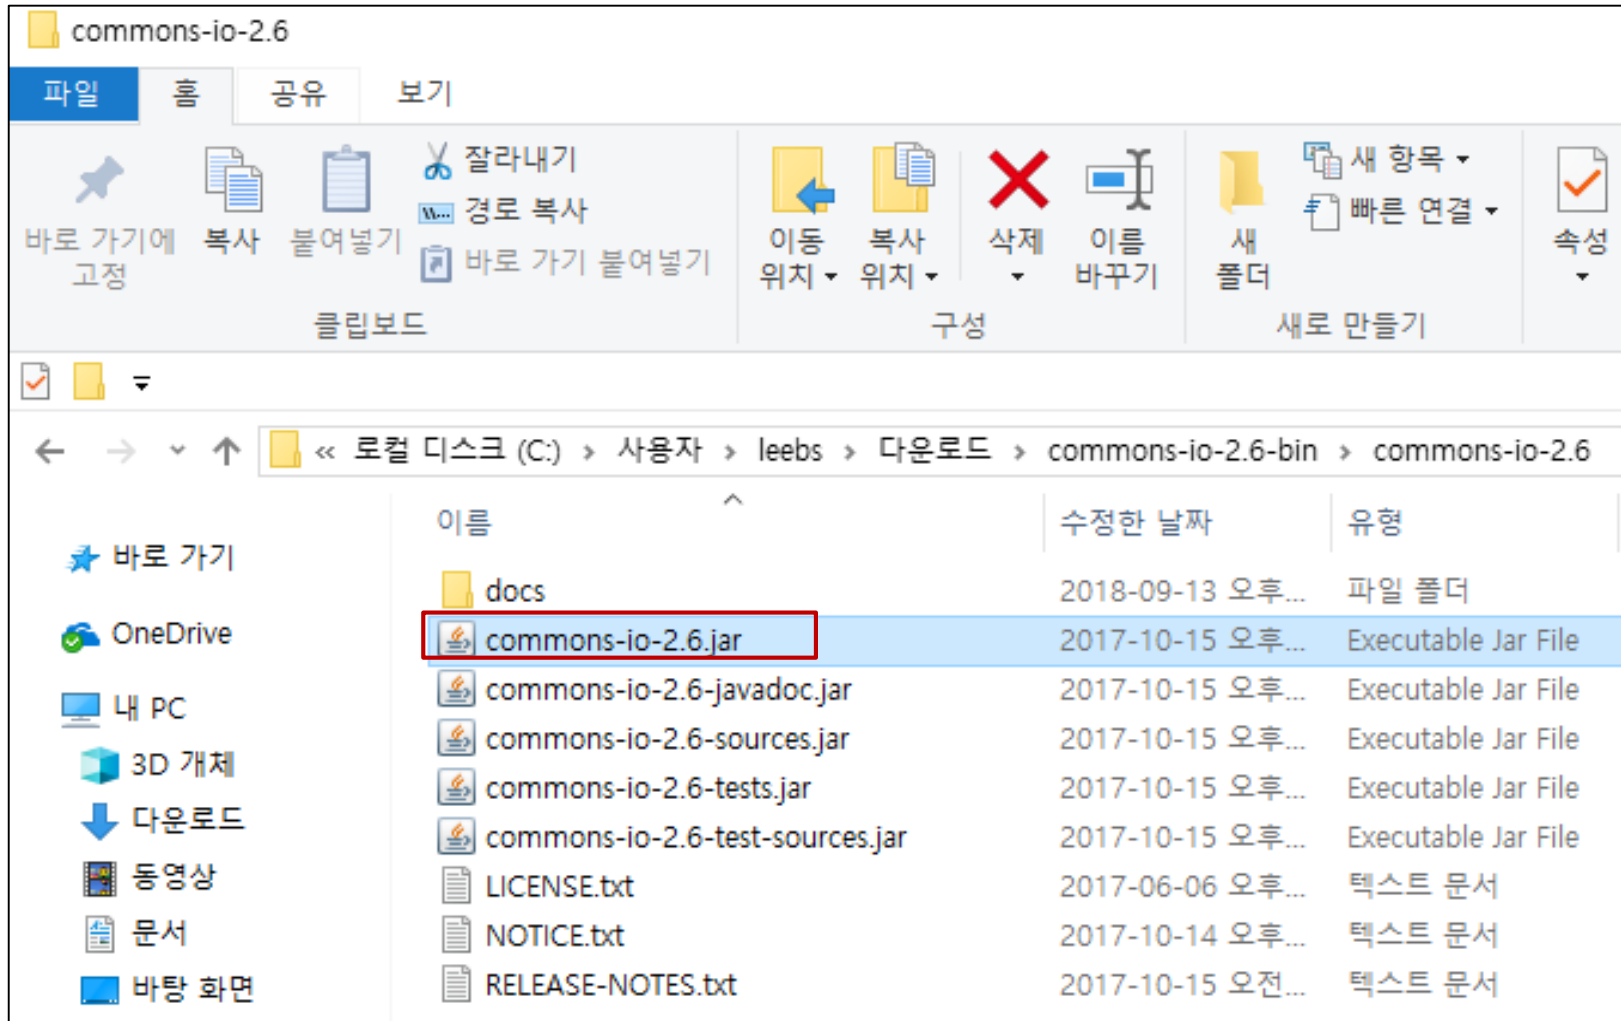 commons-io-2.6
파일 홈 공유 보기
바로 가기에 고정
복사
붙여넣기
잘라내기
경로 복사
바로 가기 붙여넣기
클립보드
이동 위치
복사 위치
삭제
이름 바꾸기
구성
새 폴더
새 항목
빠른 연결
새로 만들기
속성
« 로컬 디스크 (C:) › 사용자 › leebs › 다운로드 › commons-io-2.6-bin › commons-io-2.6
바로 가기
OneDrive
내 PC
3D 개체
다운로드
동영상
문서
바탕 화면
이름 수정한 날짜 유형
docs 2018-09-13 오후... 파일 폴더
commons-io-2.6.jar 2017-10-15 오후... Executable Jar File
commons-io-2.6-javadoc.jar 2017-10-15 오후... Executable Jar File
commons-io-2.6-sources.jar 2017-10-15 오후... Executable Jar File
commons-io-2.6-tests.jar 2017-10-15 오후... Executable Jar File
commons-io-2.6-test-sources.jar 2017-10-15 오후... Executable Jar File
LICENSE.txt 2017-06-06 오후... 텍스트 문서
NOTICE.txt 2017-10-14 오후... 텍스트 문서
RELEASE-NOTES.txt 2017-10-15 오전... 텍스트 문서